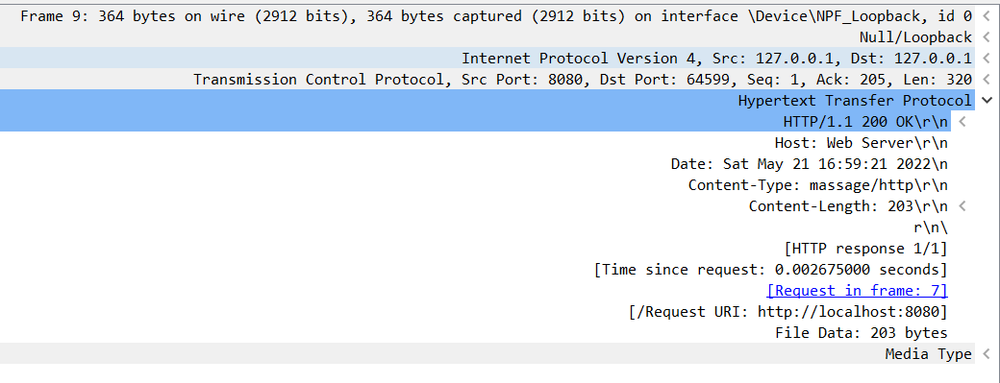 Frame 9: 364 bytes on wire (2912 bits), 364 bytes captured (2912 bits) on interface \Device\NPF_Loopback, id 0
Null/Loopback
Internet Protocol Version 4, Src: 127.0.0.1, Dst: 127.0.0.1
Transmission Control Protocol, Src Port: 8080, Dst Port: 64599, Seq: 1, Ack: 205, Len: 320
Hypertext Transfer Protocol
HTTP/1.1 200 OK\r\n
Host: Web Server\r\n
Date: Sat May 21 16:59:21 2022\n
Content-Type: massage/http\r\n
Content-Length: 203\r\n
r\n\
[HTTP response 1/1]
[Time since request: 0.002675000 seconds]
[Request in frame: 7]
[/Request URI: http://localhost:8080]
File Data: 203 bytes
Media Type